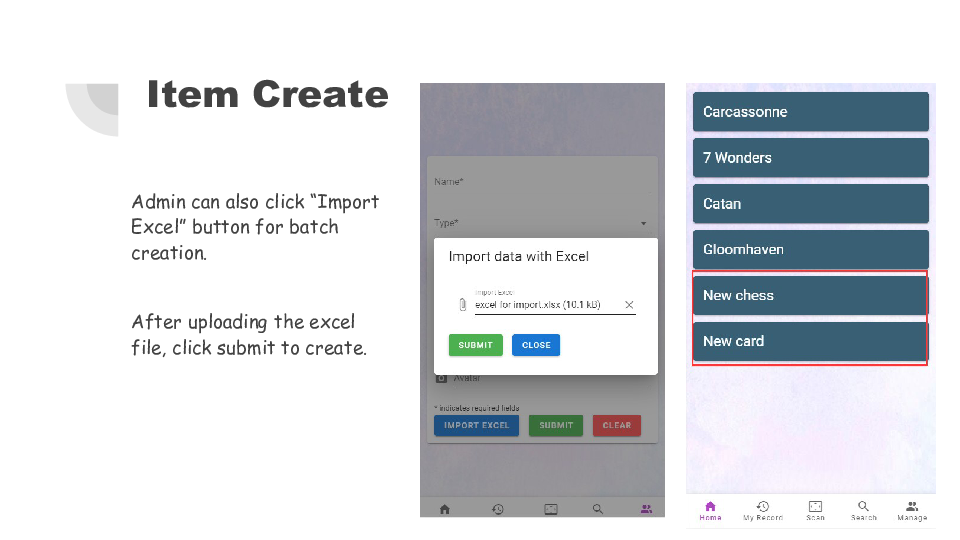 Item Create
Admin can also click “Import
Excel” button for batch
creation.
After uploading the excel
file, click submit to create.
Name*
Type*
Import data with Excel
Import Excel
excel for import.xlsx (10.1 kB)
SUBMIT
CLOSE
Avatar
* indicates required fields
IMPORT EXCEL
SUBMIT
CLEAR
Carcassonne
7 Wonders
Catan
Gloomhaven
New chess
New card
Home
My Record
Scan
Search
Manage